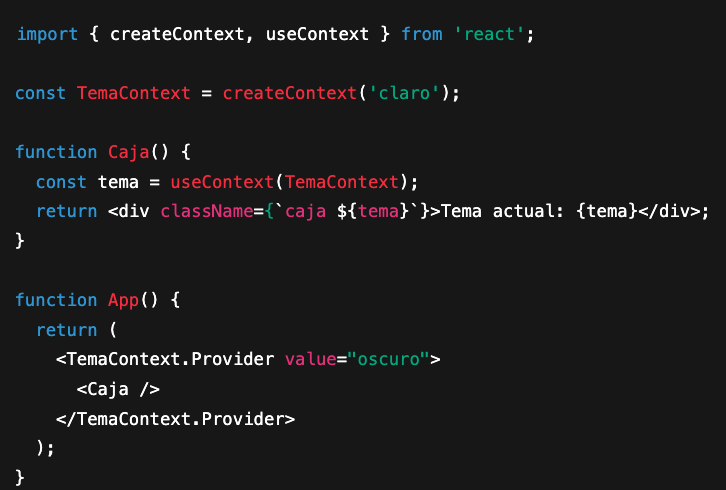 import { createContext, useContext } from 'react';

const TemaContext = createContext('claro');

function Caja() {
  const tema = useContext(TemaContext);
  return <div className={`caja ${tema}`}>Tema actual: {tema}</div>;
}

function App() {
  return (
    <TemaContext.Provider value="oscuro">
      <Caja />
    </TemaContext.Provider>
  );
}